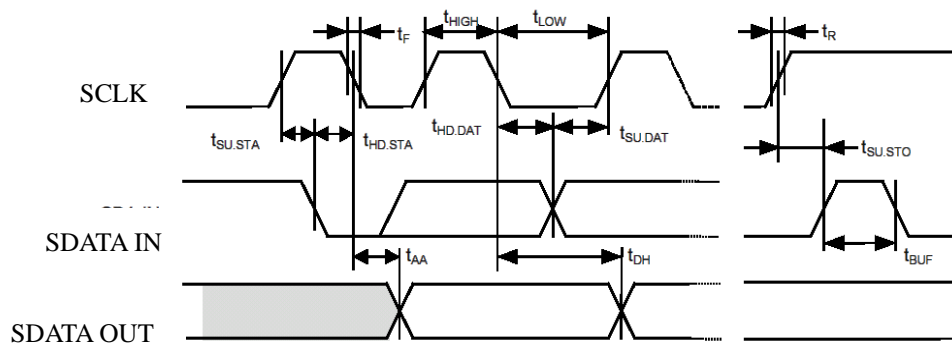 tHIGH tLOW
tF tR
SCLK
tSU.STA tHD.STA tHD.DAT tSU.DAT
tSU.STO
SDATA IN
tAA tDH tBUF
SDATA OUT